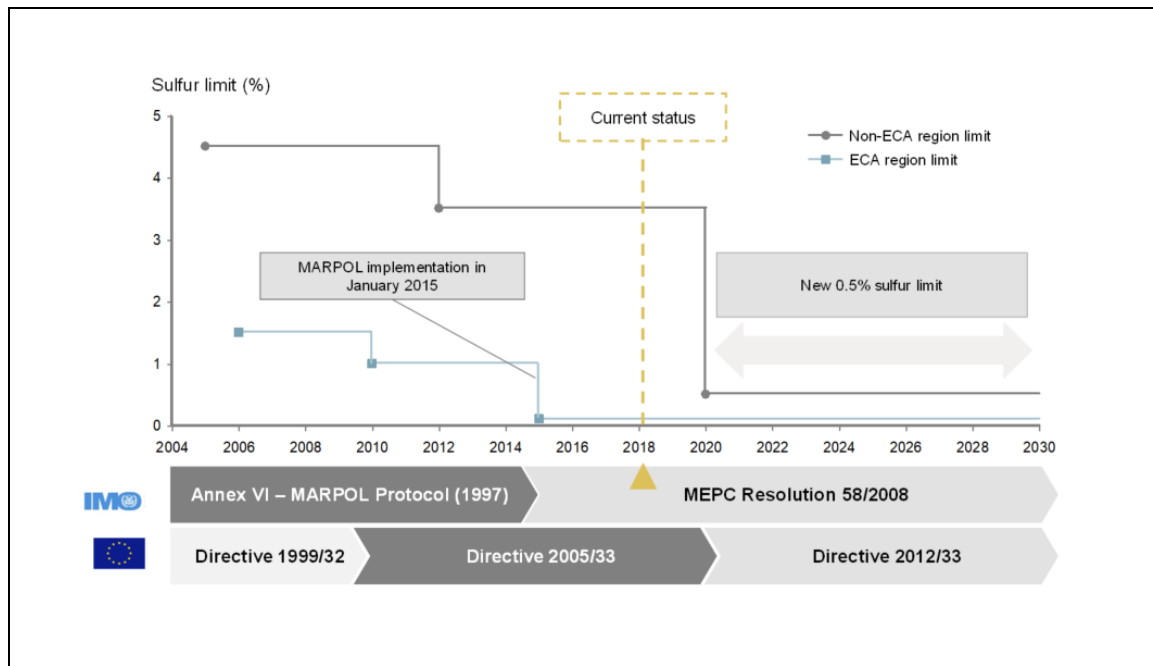 Sulfur limit (%)
5
4
3
2
1
0
Current status
Non-ECA region limit
ECA region limit
MARPOL implementation in
January 2015
New 0.5% sulfur limit
2004 2006 2008 2010 2012 2014 2016 2018 2020 2022 2024 2026 2028 2030
IMO
Annex VI – MARPOL Protocol (1997)
MEPC Resolution 58/2008
Directive 1999/32
Directive 2005/33
Directive 2012/33